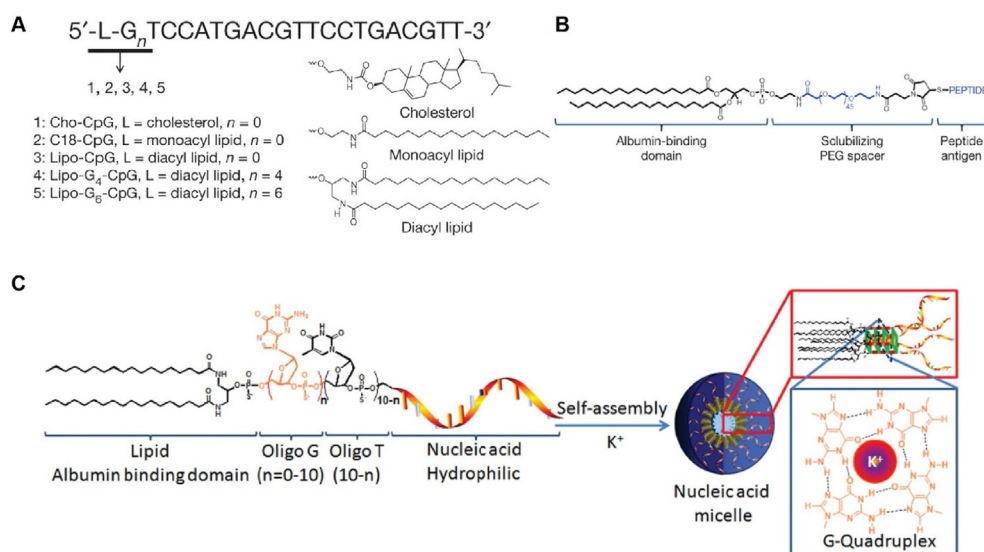 A
5′-L-GnTCCATGACGTTCCTGACGTT-3′
1, 2, 3, 4, 5
1: Cho-CpG, L = cholesterol, n = 0
2: C18-CpG, L = monoacyl lipid, n = 0
3: Lipo-CpG, L = diacyl lipid, n = 0
4: Lipo-G4-CpG, L = diacyl lipid, n = 4
5: Lipo-G6-CpG, L = diacyl lipid, n = 6
Cholesterol
Monoacyl lipid
Diacyl lipid
B
45
S-PEPTIDE
Albumin-binding
domain
Solubilizing
PEG spacer
Peptide
antigen
C
n
10-n
Lipid
Albumin binding domain
Oligo G
(n=0-10)
Oligo T
(10-n)
Nucleic acid
Hydrophilic
Self-assembly
K+
Nucleic acid
micelle
K+
G-Quadruplex